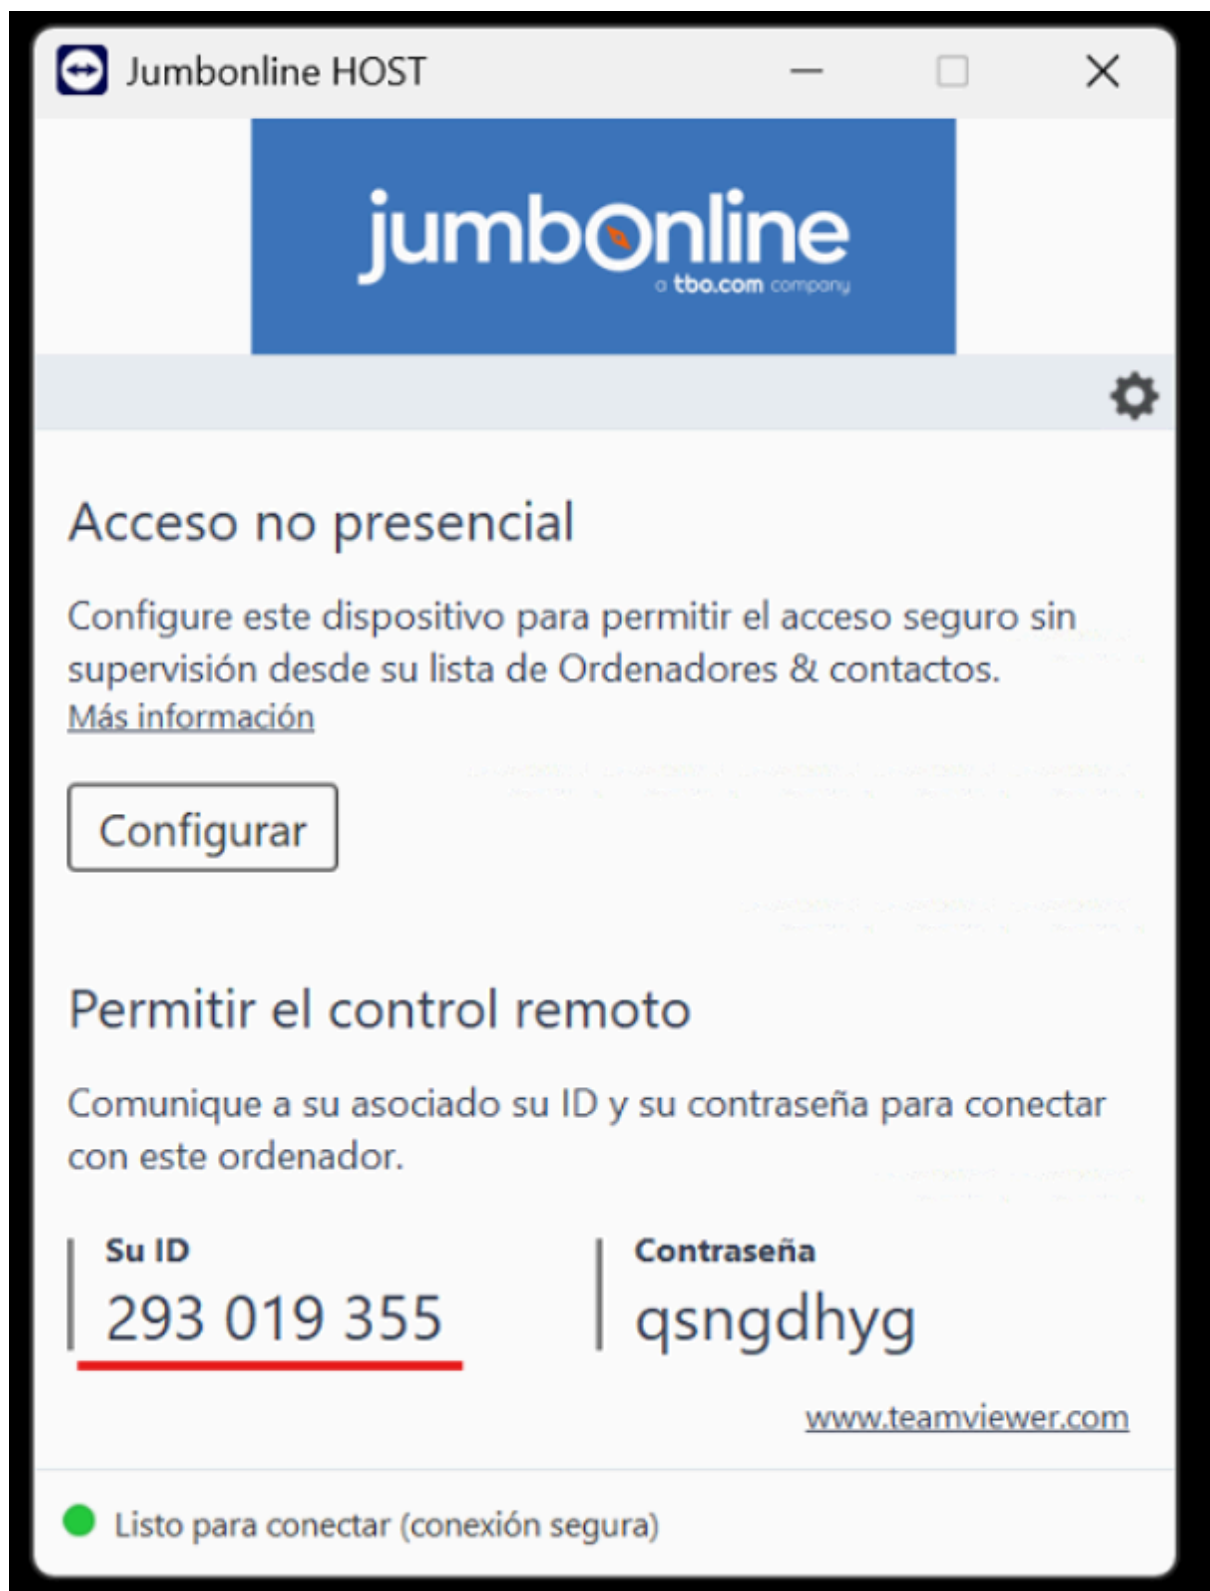 Jumbonline HOST
jumbonline
a tbo.com company
Acceso no presencial
Configure este dispositivo para permitir el acceso seguro sin
supervisión desde su lista de Ordenadores & contactos.
Más información
Configurar
Permitir el control remoto
Comunique a su asociado su ID y su contraseña para conectar
con este ordenador.
Su ID
293 019 355
Contraseña
qsngdhyg
www.teamviewer.com
Listo para conectar (conexión segura)